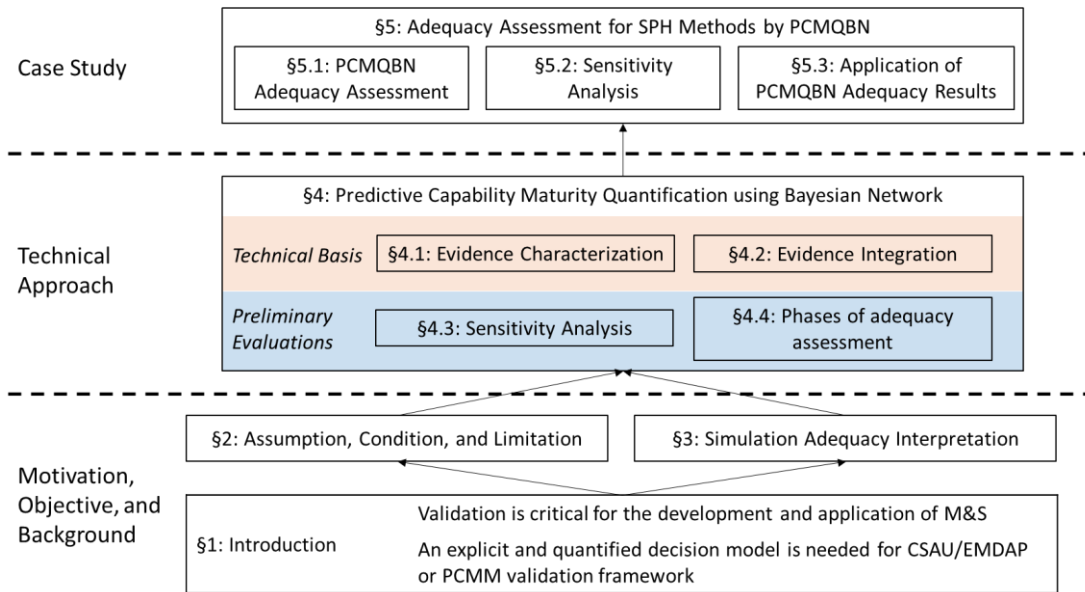 §5: Adequacy Assessment for SPH Methods by PCMQBN
Case Study
§5.1: PCMQBN
Adequacy Assessment
§5.2: Sensitivity
Analysis
§5.3: Application of
PCMQBN Adequacy Results
§4: Predictive Capability Maturity Quantification using Bayesian Network
Technical
Approach
Technical Basis
§4.1: Evidence Characterization
§4.2: Evidence Integration
Preliminary
Evaluations
§4.3: Sensitivity Analysis
§4.4: Phases of adequacy
assessment
§2: Assumption, Condition, and Limitation
§3: Simulation Adequacy Interpretation
Motivation,
Objective, and
Background
§1: Introduction
Validation is critical for the development and application of M&S
An explicit and quantified decision model is needed for CSAU/EMDAP
or PCMM validation framework